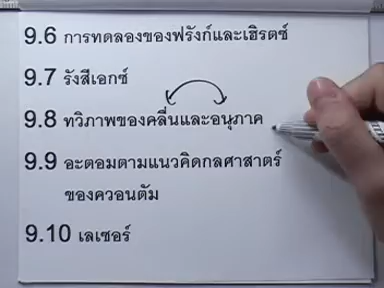 9.6 การทดลองของฟรังก์และเฮิรตซ์
9.7 รังสีเอกซ์
9.8 ทวิภาพของคลื่นและอนุภาค
9.9 อะตอมตามแนวคิดกลศาสตร์
ของควอนตัม
9.10 เลเซอร์